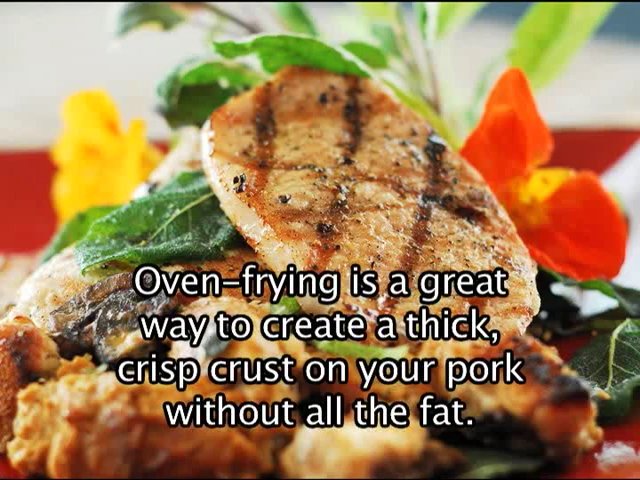 Oven-frying is a great
way to create a thick,
crisp crust on your pork
without all the fat.